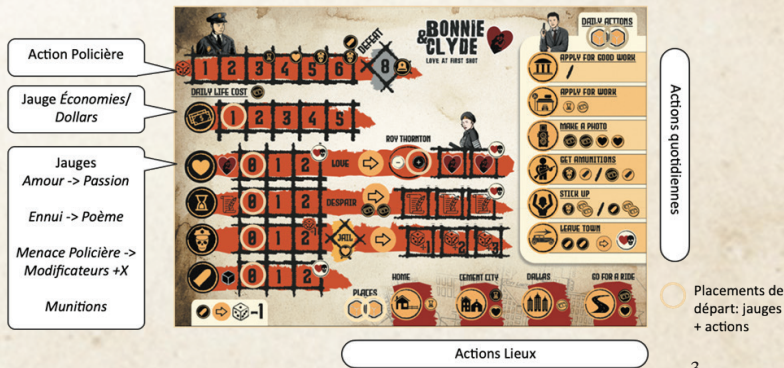 Action Policière
Jauge Économies/
Dollars
Jauges
Amour -> Passion
Ennui -> Poème
Menace Policière ->
Modificateurs +X
Munitions
1 2 3 4 5 6 8
DEFEAT
BONNIE
& CLYDE
LOVE AT FIRST SHOT
DAILY LIFE COST
1 2 3 4 5
ROY THORNTON
0 1 2 LOVE
0 1 2 DESPAIR
0 1 2 JAIL +1 +2 +3
0 1 2
-1
PLACES
HOME
CEMENT CITY
DALLAS
GO FOR A RIDE
DAILY ACTIONS
APPLY FOR GOOD WORK
/
APPLY FOR WORK
MAKE A PHOTO
GET AMUNITIONS
/
STICK UP
/
LEAVE TOWN
Actions quotidiennes
Placements de
départ: jauges
+ actions
Actions Lieux